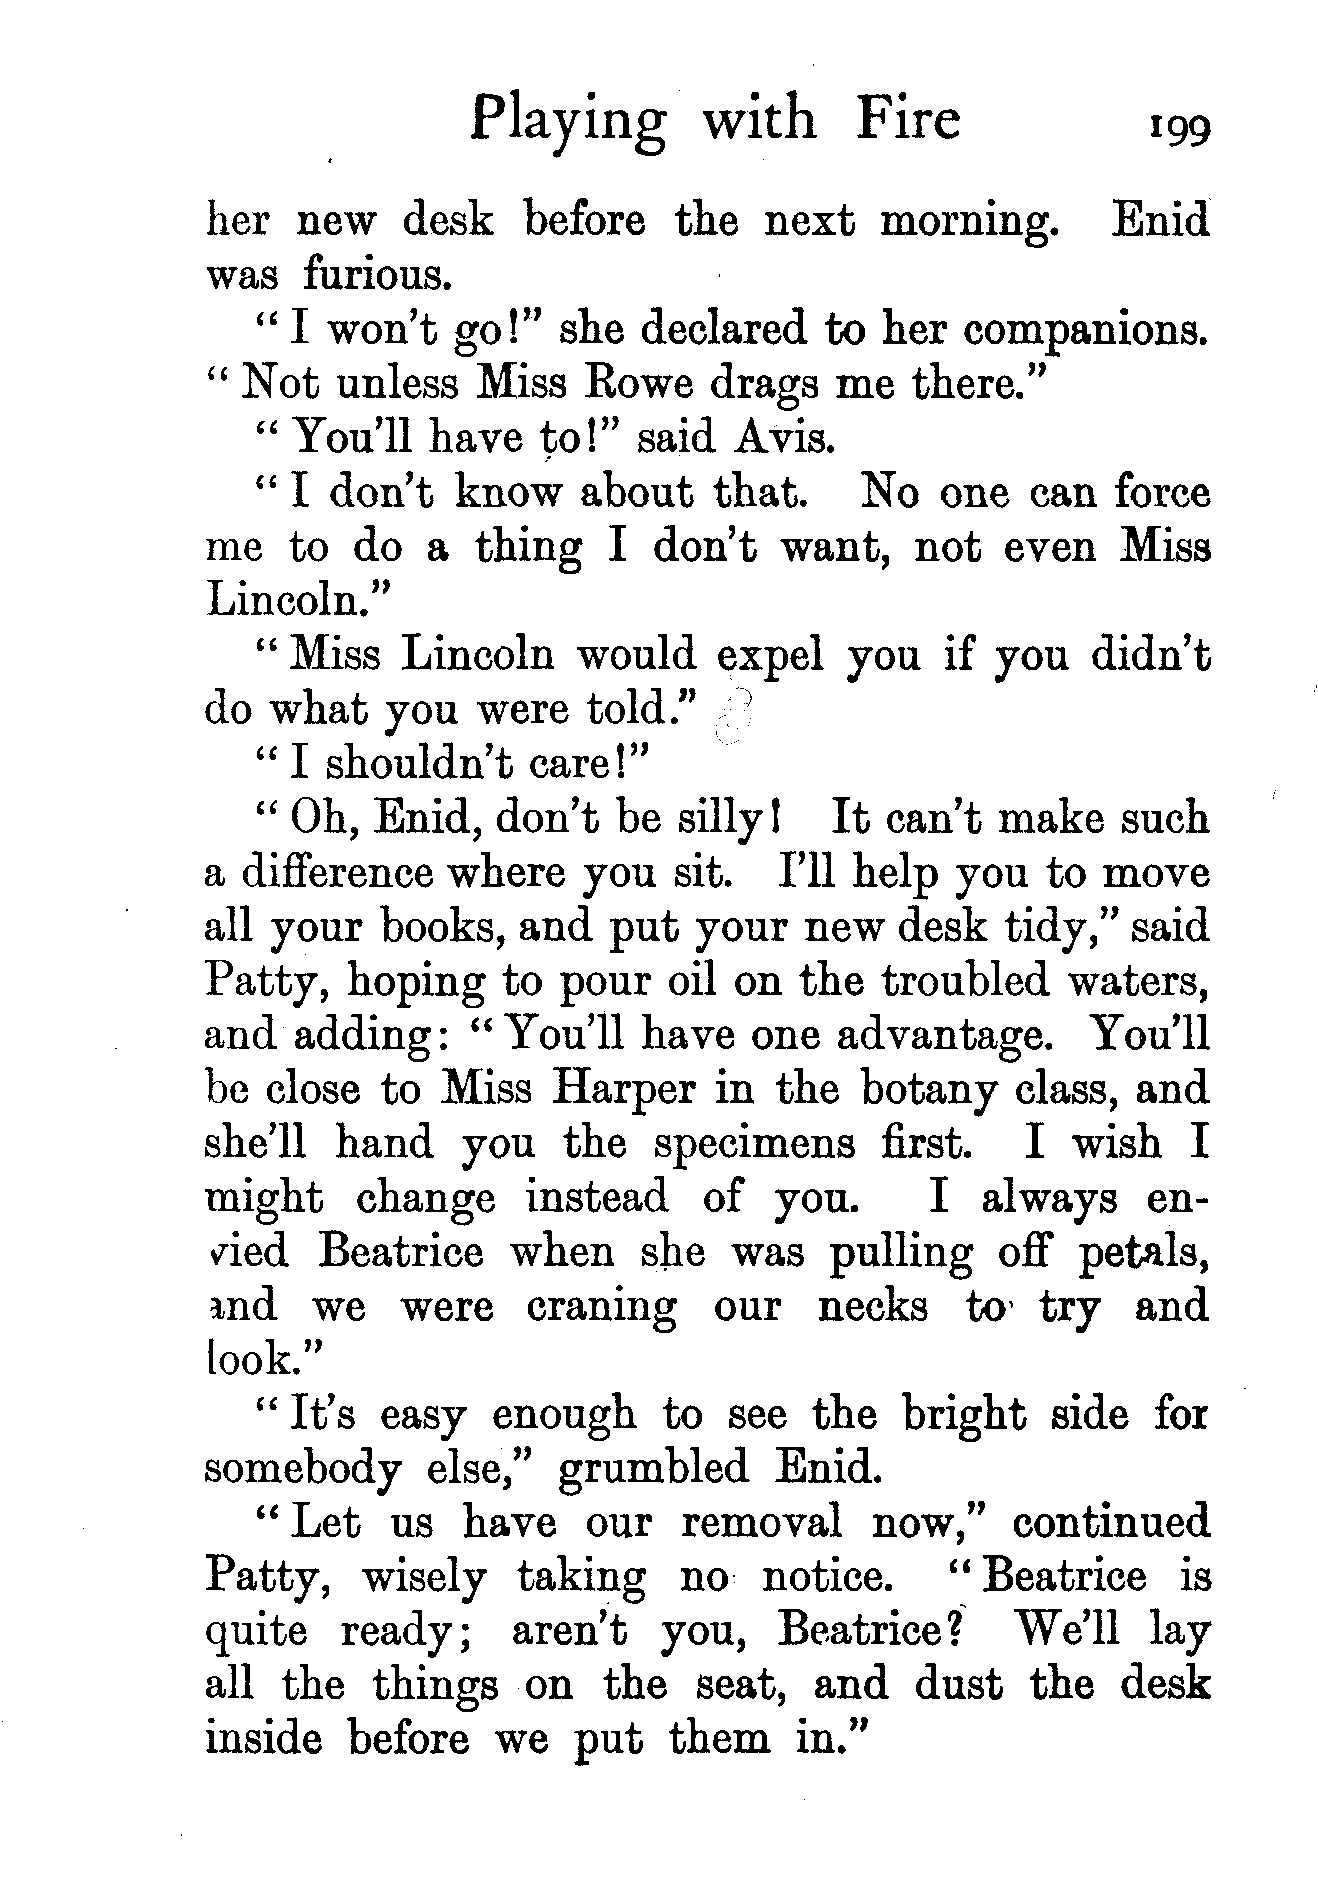 Playing with Fire 199
her new desk before the next morning. Enid
was furious.
"I won't go!" she declared to her companions.
"Not unless Miss Rowe drags me there."
"You'll have to!" said Avis.
"I don't know about that. No one can force
me to do a thing I don't want, not even Miss
Lincoln."
"Miss Lincoln would expel you if you didn't
do what you were told."
"I shouldn't care!"
"Oh, Enid, don't be silly! It can't make such
a difference where you sit. I'll help you to move
all your books, and put your new desk tidy," said
Patty, hoping to pour oil on the troubled waters,
and adding: "You'll have one advantage. You'll
be close to Miss Harper in the botany class, and
she'll hand you the specimens first. I wish I
might change instead of you. I always en-
vied Beatrice when she was pulling off petals,
and we were craning our necks to try and
look."
"It's easy enough to see the bright side for
somebody else," grumbled Enid.
"Let us have our removal now," continued
Patty, wisely taking no notice. "Beatrice is
quite ready; aren't you, Beatrice? We'll lay
all the things on the seat, and dust the desk
inside before we put them in."